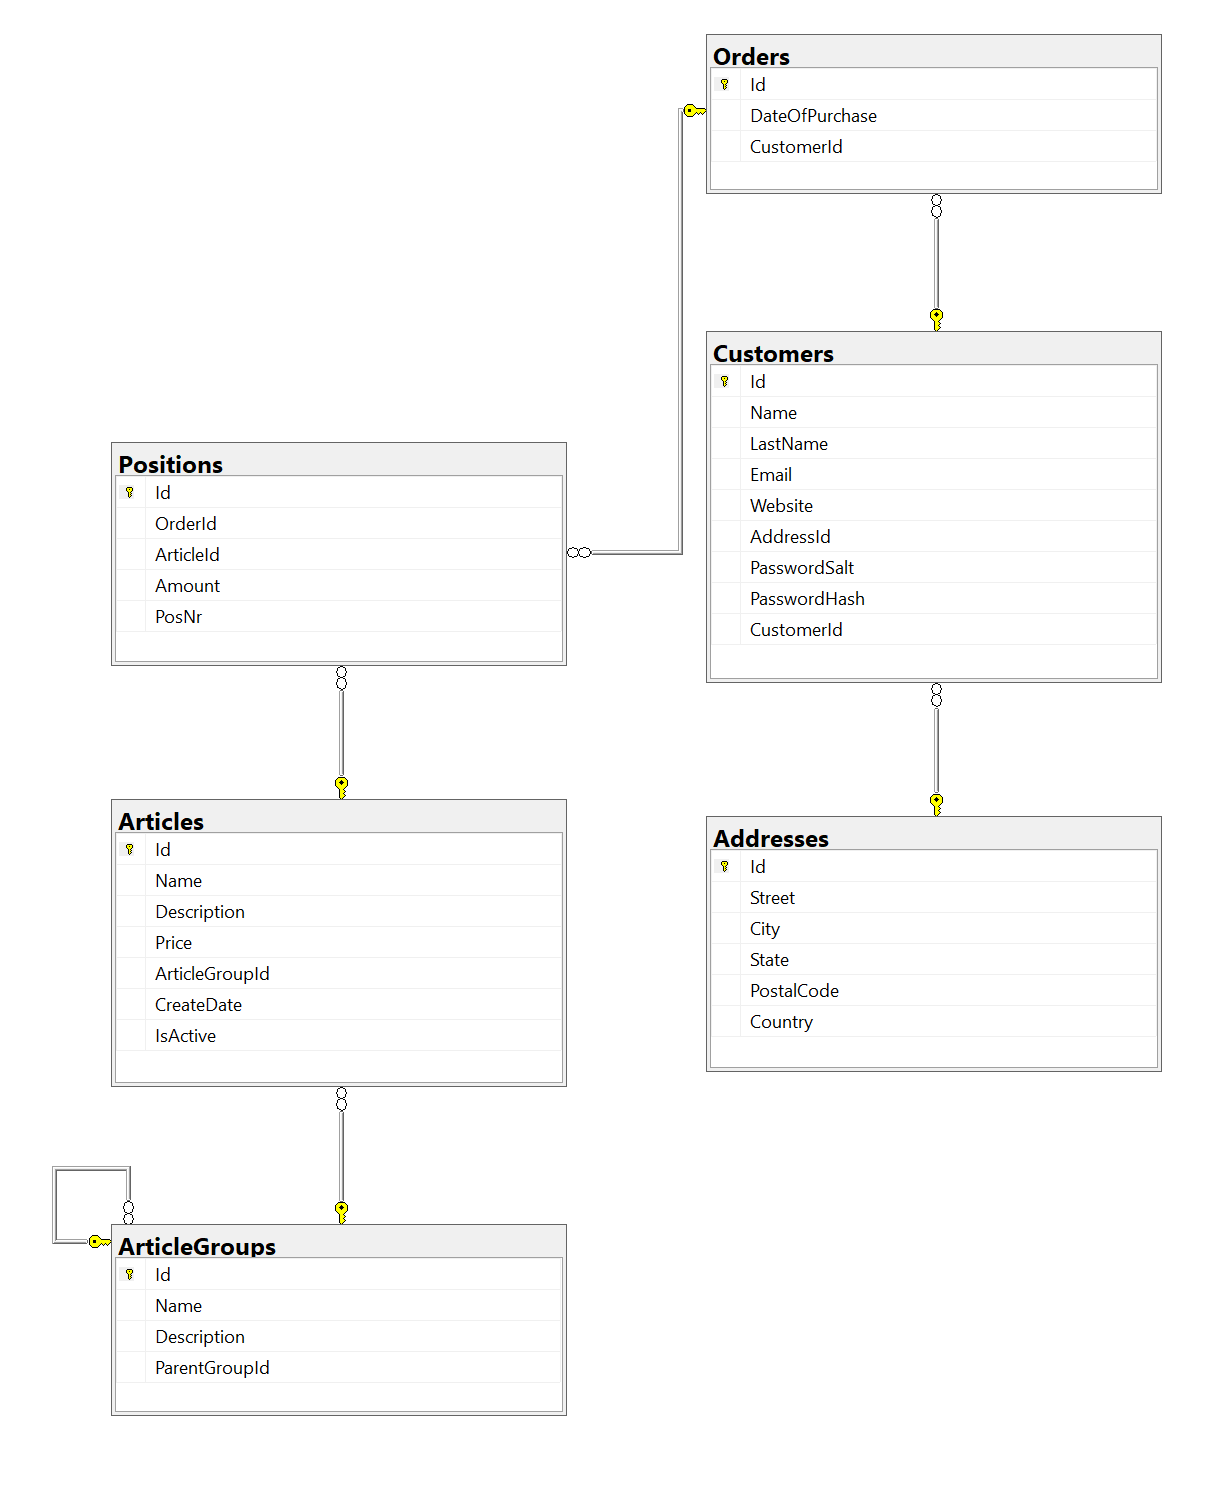 Orders
Id
DateOfPurchase
CustomerId
Customers
Id
Name
LastName
Email
Website
AddressId
PasswordSalt
PasswordHash
CustomerId
Positions
Id
OrderId
ArticleId
Amount
PosNr
Articles
Id
Name
Description
Price
ArticleGroupId
CreateDate
IsActive
Addresses
Id
Street
City
State
PostalCode
Country
ArticleGroups
Id
Name
Description
ParentGroupId